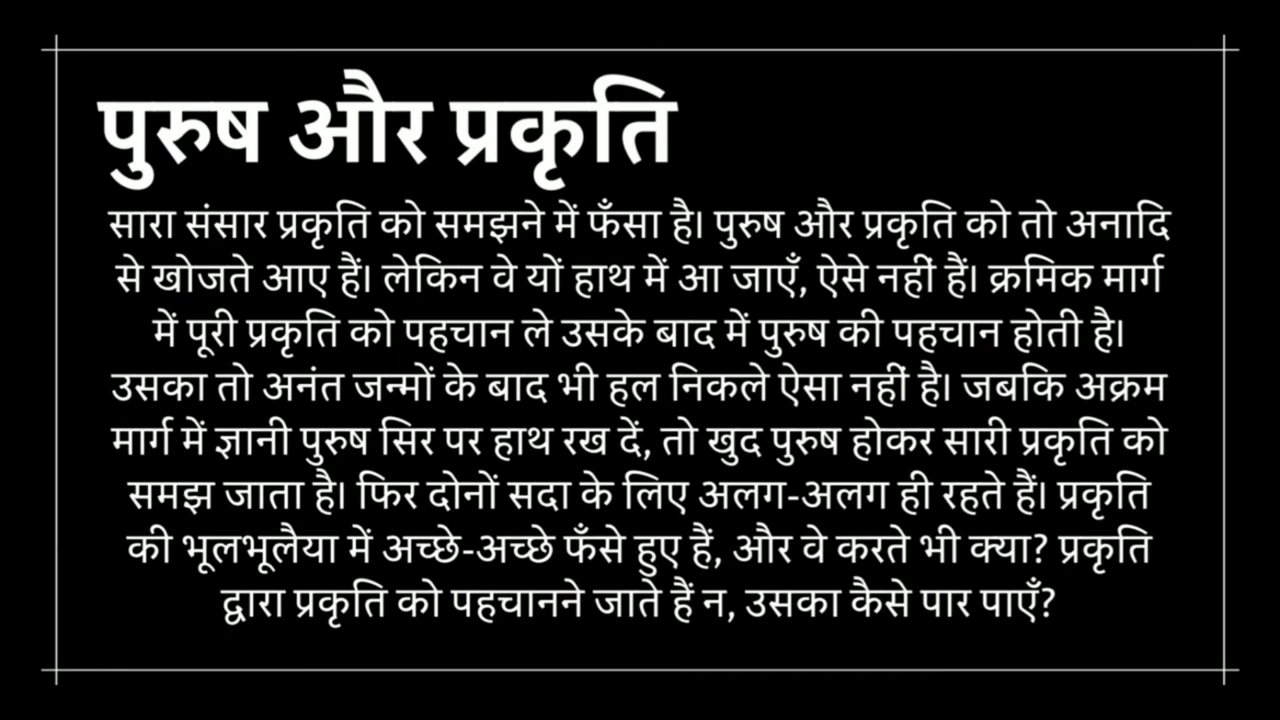 पुरुष और प्रकृति
सारा संसार प्रकृति को समझने में फँसा है। पुरुष और प्रकृति को तो अनादि
से खोजते आए हैं। लेकिन वे यों हाथ में आ जाएँ, ऐसे नहीं हैं। क्रमिक मार्ग
में पूरी प्रकृति को पहचान ले उसके बाद में पुरुष की पहचान होती है।
उसका तो अनंत जन्मों के बाद भी हल निकले ऐसा नहीं है। जबकि अक्रम
मार्ग में ज्ञानी पुरुष सिर पर हाथ रख दें, तो खुद पुरुष होकर सारी प्रकृति को
समझ जाता है। फिर दोनों सदा के लिए अलग-अलग ही रहते हैं। प्रकृति
की भूलभूलैया में अच्छे-अच्छे फँसे हुए हैं, और वे करते भी क्या? प्रकृति
द्वारा प्रकृति को पहचानने जाते हैं न, उसका कैसे पार पाएँ?